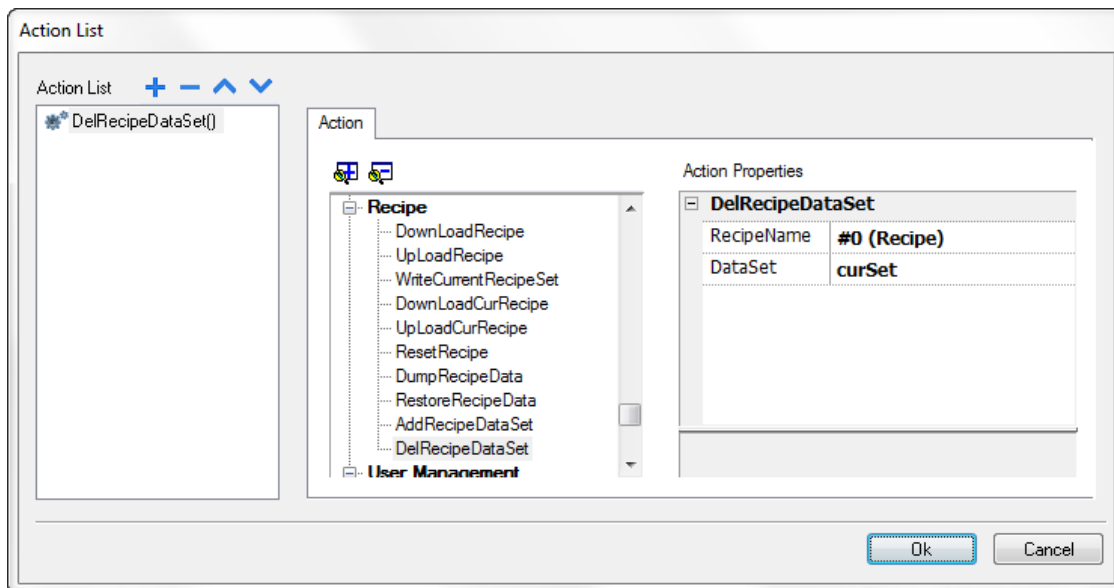 Action List
Action List
DelRecipeDataSet()
Action
Recipe
DownLoadRecipe
UpLoadRecipe
WriteCurrentRecipeSet
DownLoadCurRecipe
UpLoadCurRecipe
ResetRecipe
DumpRecipeData
RestoreRecipeData
AddRecipeDataSet
DelRecipeDataSet
User Management
Action Properties
DelRecipeDataSet
RecipeName #0 (Recipe)
DataSet curSet
Ok Cancel